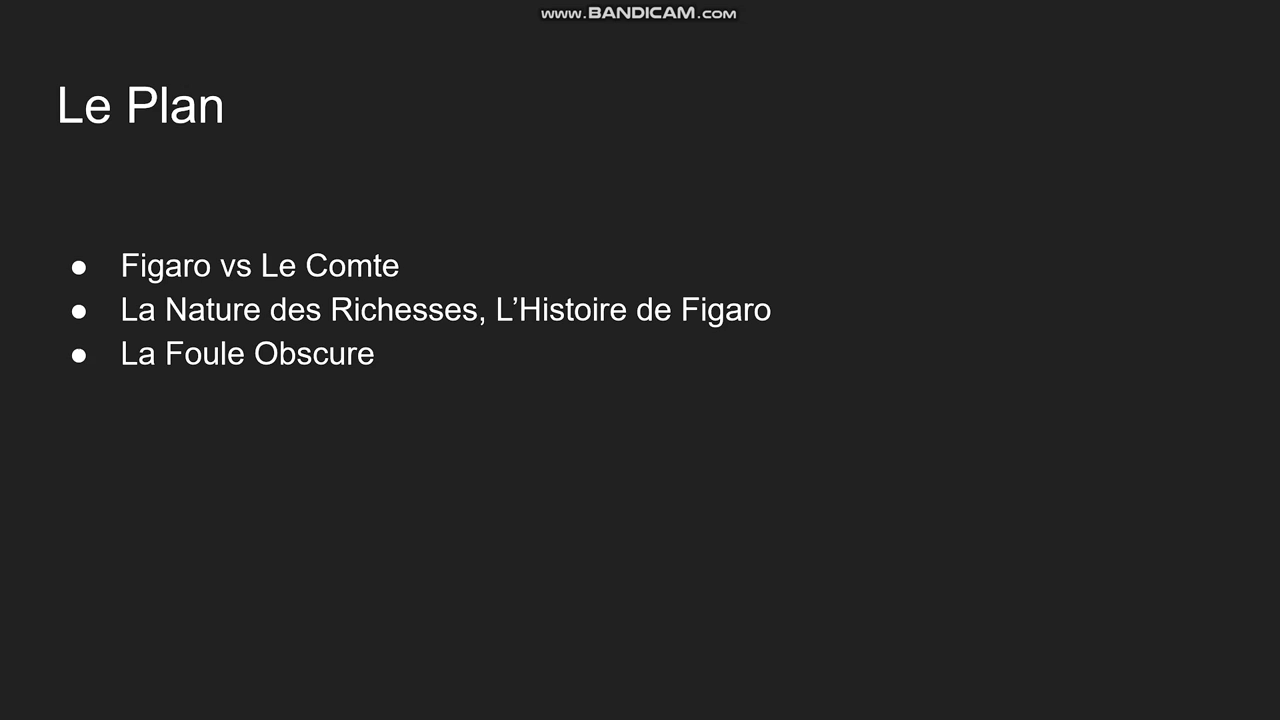 www.BANDICAM.com
Le Plan
● Figaro vs Le Comte
● La Nature des Richesses, L’Histoire de Figaro
● La Foule Obscure